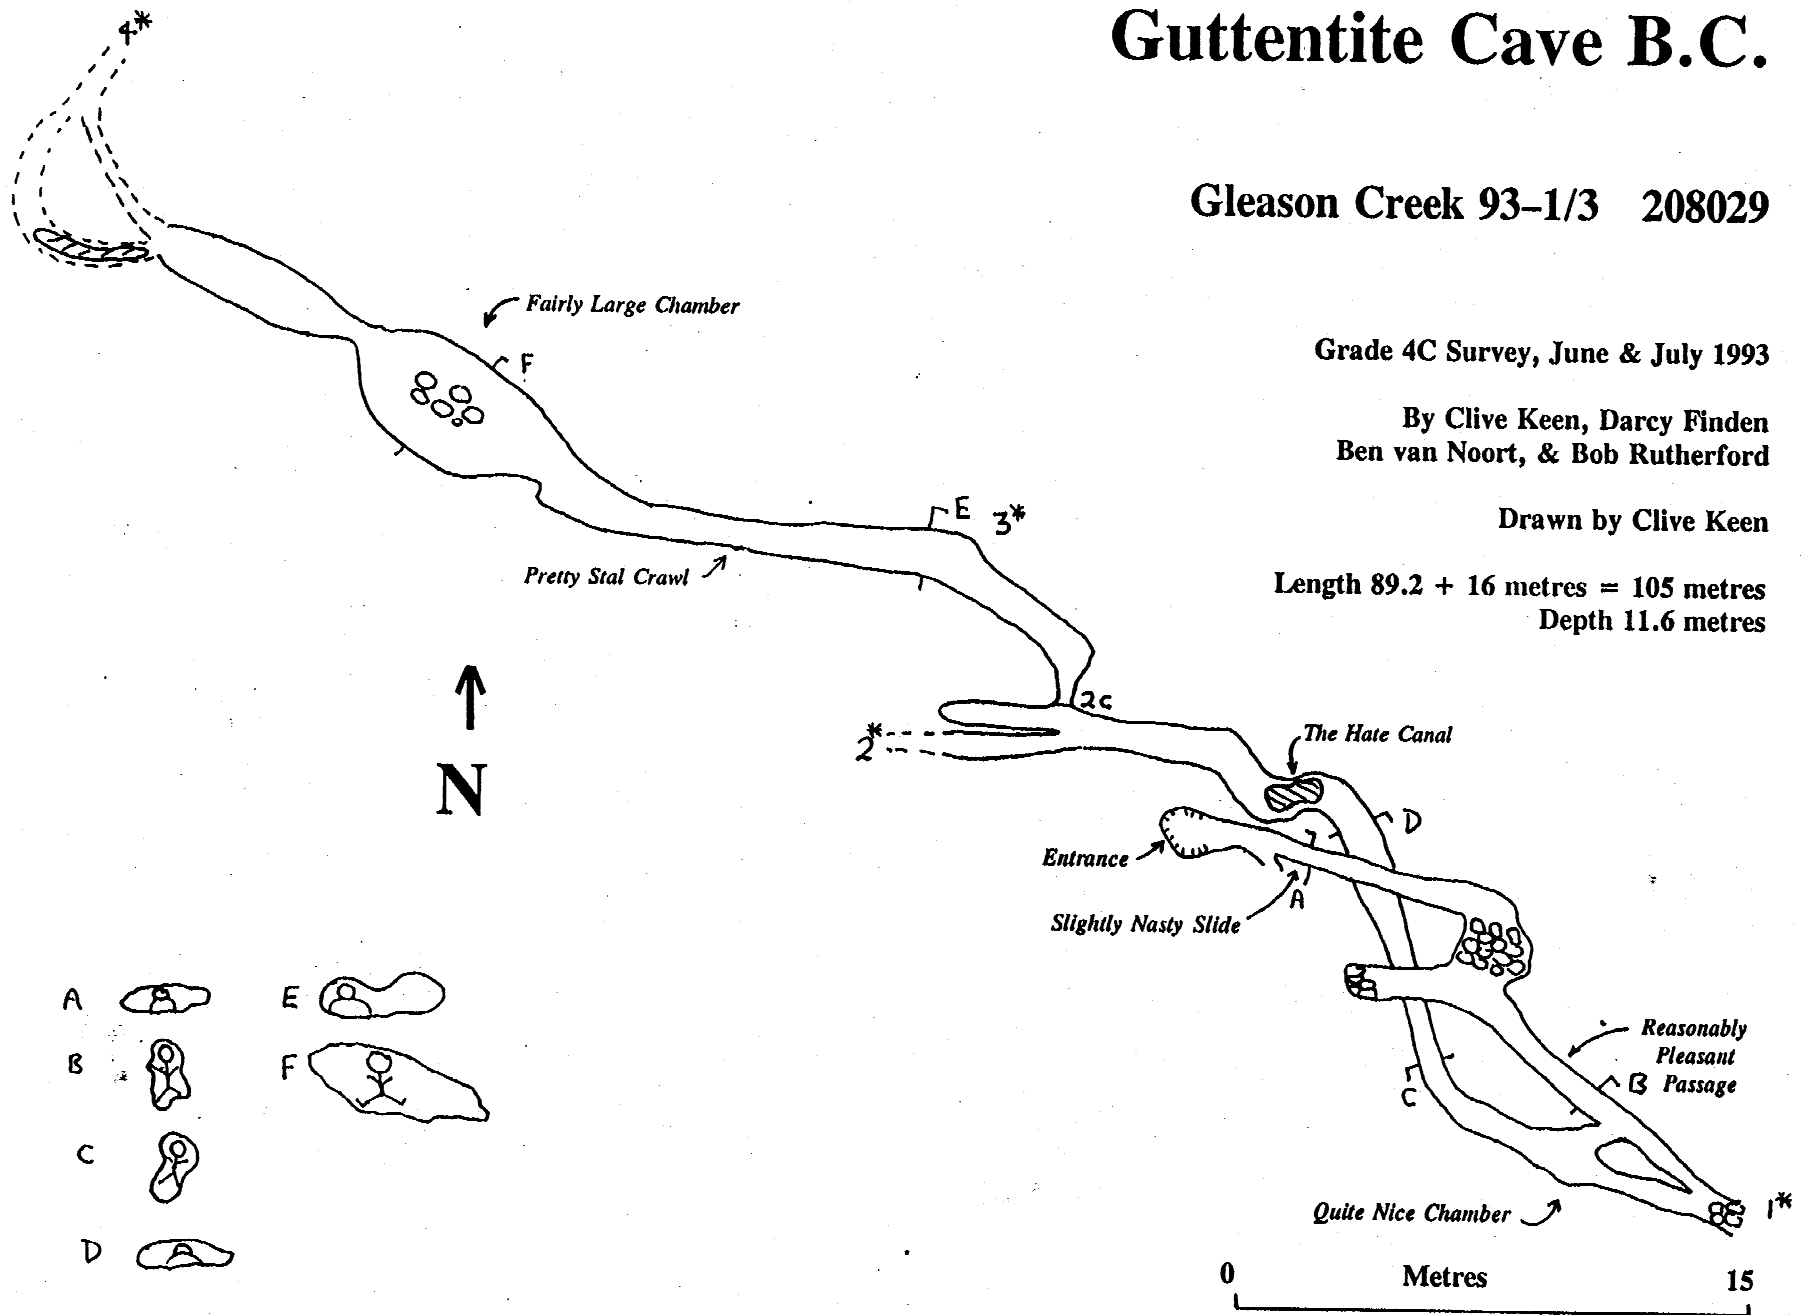 Guttentite Cave B.C.
Gleason Creek 93–1/3 208029
Grade 4C Survey, June & July 1993
By Clive Keen, Darcy Finden
Ben van Noort, & Bob Rutherford
Drawn by Clive Keen
Length 89.2 + 16 metres = 105 metres
Depth 11.6 metres
4*
Fairly Large Chamber
F
E 3*
Pretty Stal Crawl
N
2c
2*
The Hate Canal
D
Entrance
A
Slightly Nasty Slide
Reasonably
Pleasant
B Passage
C
Quite Nice Chamber
1*
A
B
C
D
E
F
0 Metres 15